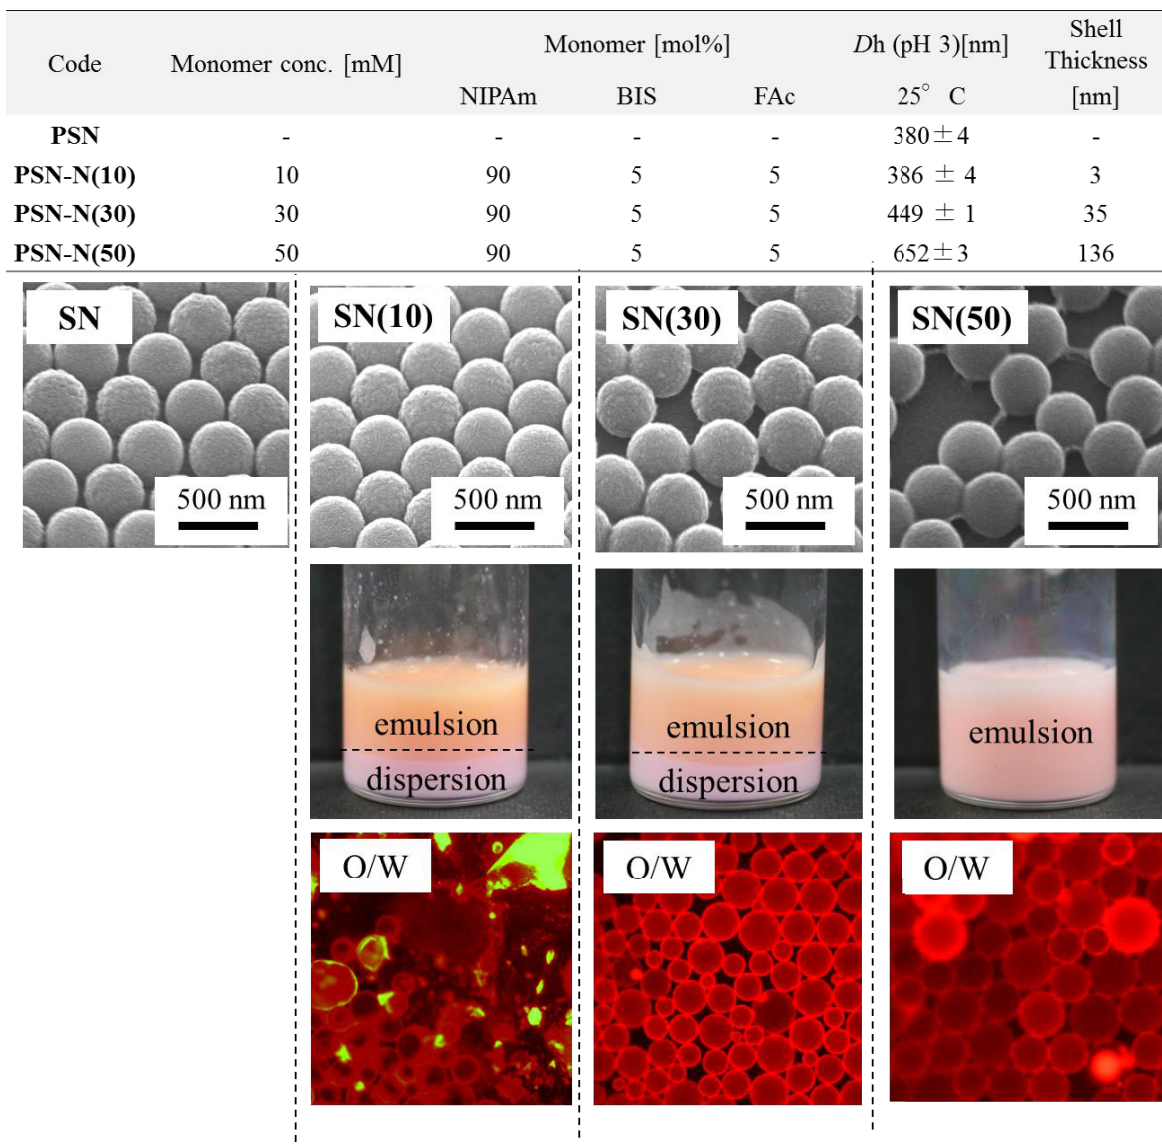 Code Monomer conc. [mM] Monomer [mol%] Dh (pH 3)[nm] Shell Thickness [nm]
NIPAm BIS FAc 25° C
PSN - - - - 380±4 -
PSN-N(10) 10 90 5 5 386 ± 4 3
PSN-N(30) 30 90 5 5 449 ± 1 35
PSN-N(50) 50 90 5 5 652±3 136
SN SN(10) SN(30) SN(50)
500 nm 500 nm 500 nm 500 nm
emulsion emulsion emulsion
dispersion dispersion
O/W O/W O/W